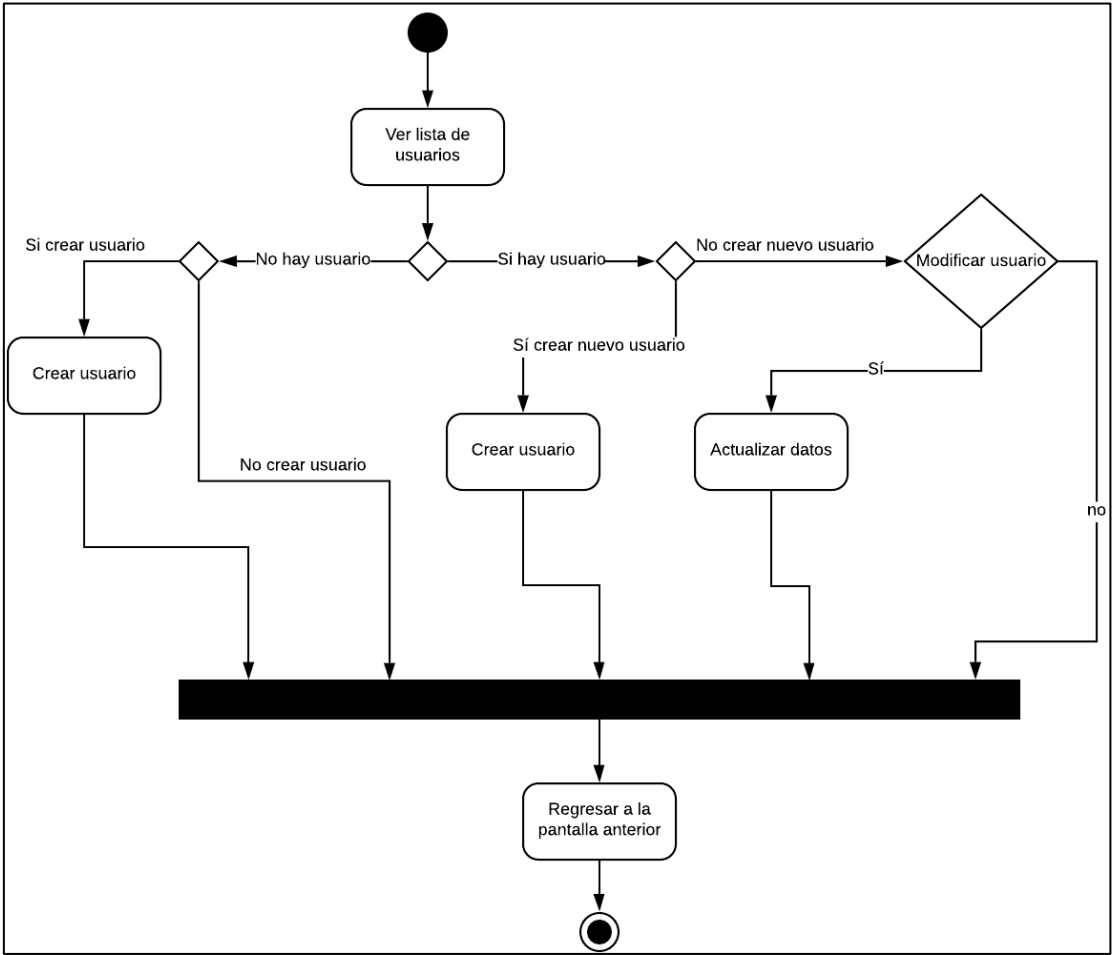 Ver lista de
usuarios
Si crear usuario
No hay usuario
Si hay usuario
No crear nuevo usuario
Modificar usuario
Sí crear nuevo usuario
Sí
Crear usuario
Crear usuario
Actualizar datos
No crear usuario
no
Regresar a la
pantalla anterior